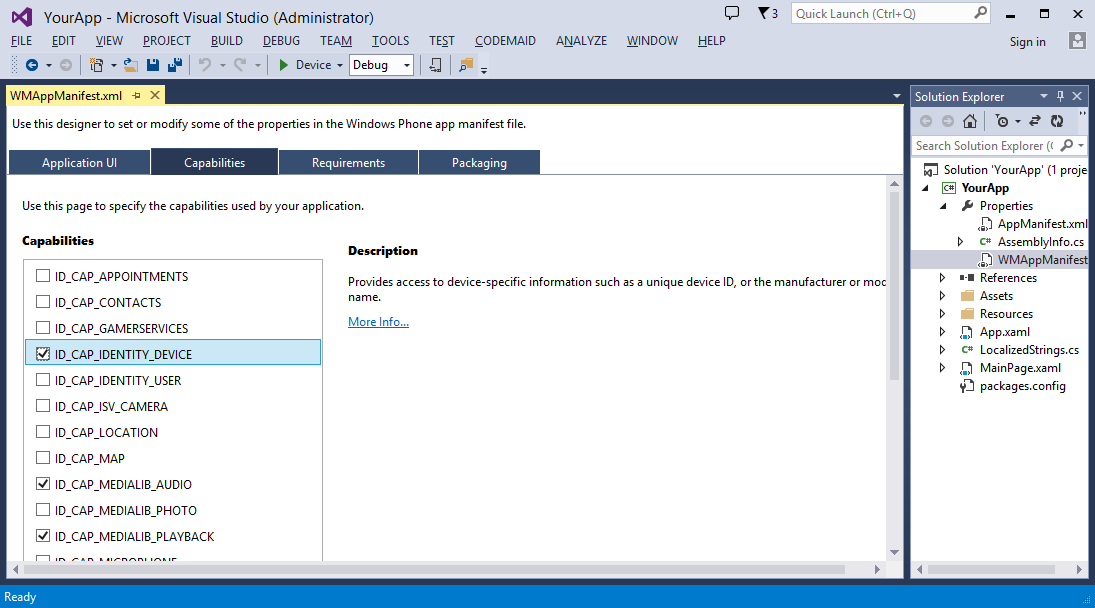 YourApp - Microsoft Visual Studio (Administrator)
3
Quick Launch (Ctrl+Q)
FILE EDIT VIEW PROJECT BUILD DEBUG TEAM TOOLS TEST CODEMAID ANALYZE WINDOW HELP
Sign in
Device
Debug
WMAppManifest.xml
Use this designer to set or modify some of the properties in the Windows Phone app manifest file.
Application UI Capabilities Requirements Packaging
Use this page to specify the capabilities used by your application.
Capabilities
ID_CAP_APPOINTMENTS
ID_CAP_CONTACTS
ID_CAP_GAMERSERVICES
ID_CAP_IDENTITY_DEVICE
ID_CAP_IDENTITY_USER
ID_CAP_ISV_CAMERA
ID_CAP_LOCATION
ID_CAP_MAP
ID_CAP_MEDIALIB_AUDIO
ID_CAP_MEDIALIB_PHOTO
ID_CAP_MEDIALIB_PLAYBACK
ID_CAP_MICROPHONE
Description
Provides access to device-specific information such as a unique device ID, or the manufacturer or moc
name.
More Info...
Solution Explorer
Search Solution Explorer (
Solution 'YourApp' (1 proje
C# YourApp
Properties
AppManifest.xml
C# AssemblyInfo.cs
WMAppManifest
References
Assets
Resources
App.xaml
C# LocalizedStrings.cs
MainPage.xaml
packages.config
Ready